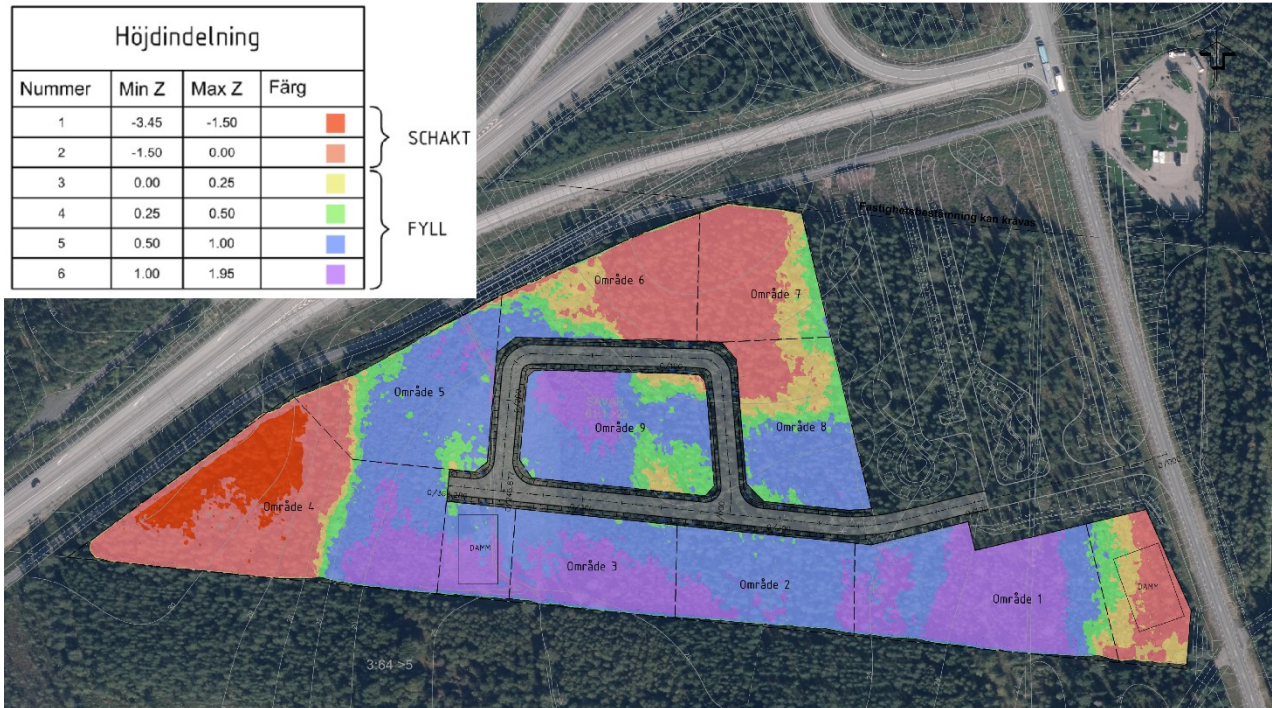 Höjdindelning
Nummer Min Z Max Z Färg
1 -3.45 -1.50
2 -1.50 0.00
SCHAKT
3 0.00 0.25
4 0.25 0.50
5 0.50 1.00
6 1.00 1.95
FYLL
Fastighetsbestämning kan krävas
Område 6
Område 7
Område 5
SÄVAR
Område 9
Område 8
Område 4
DAMM
Område 3
Område 2
Område 1
DAMM
3:64 >5